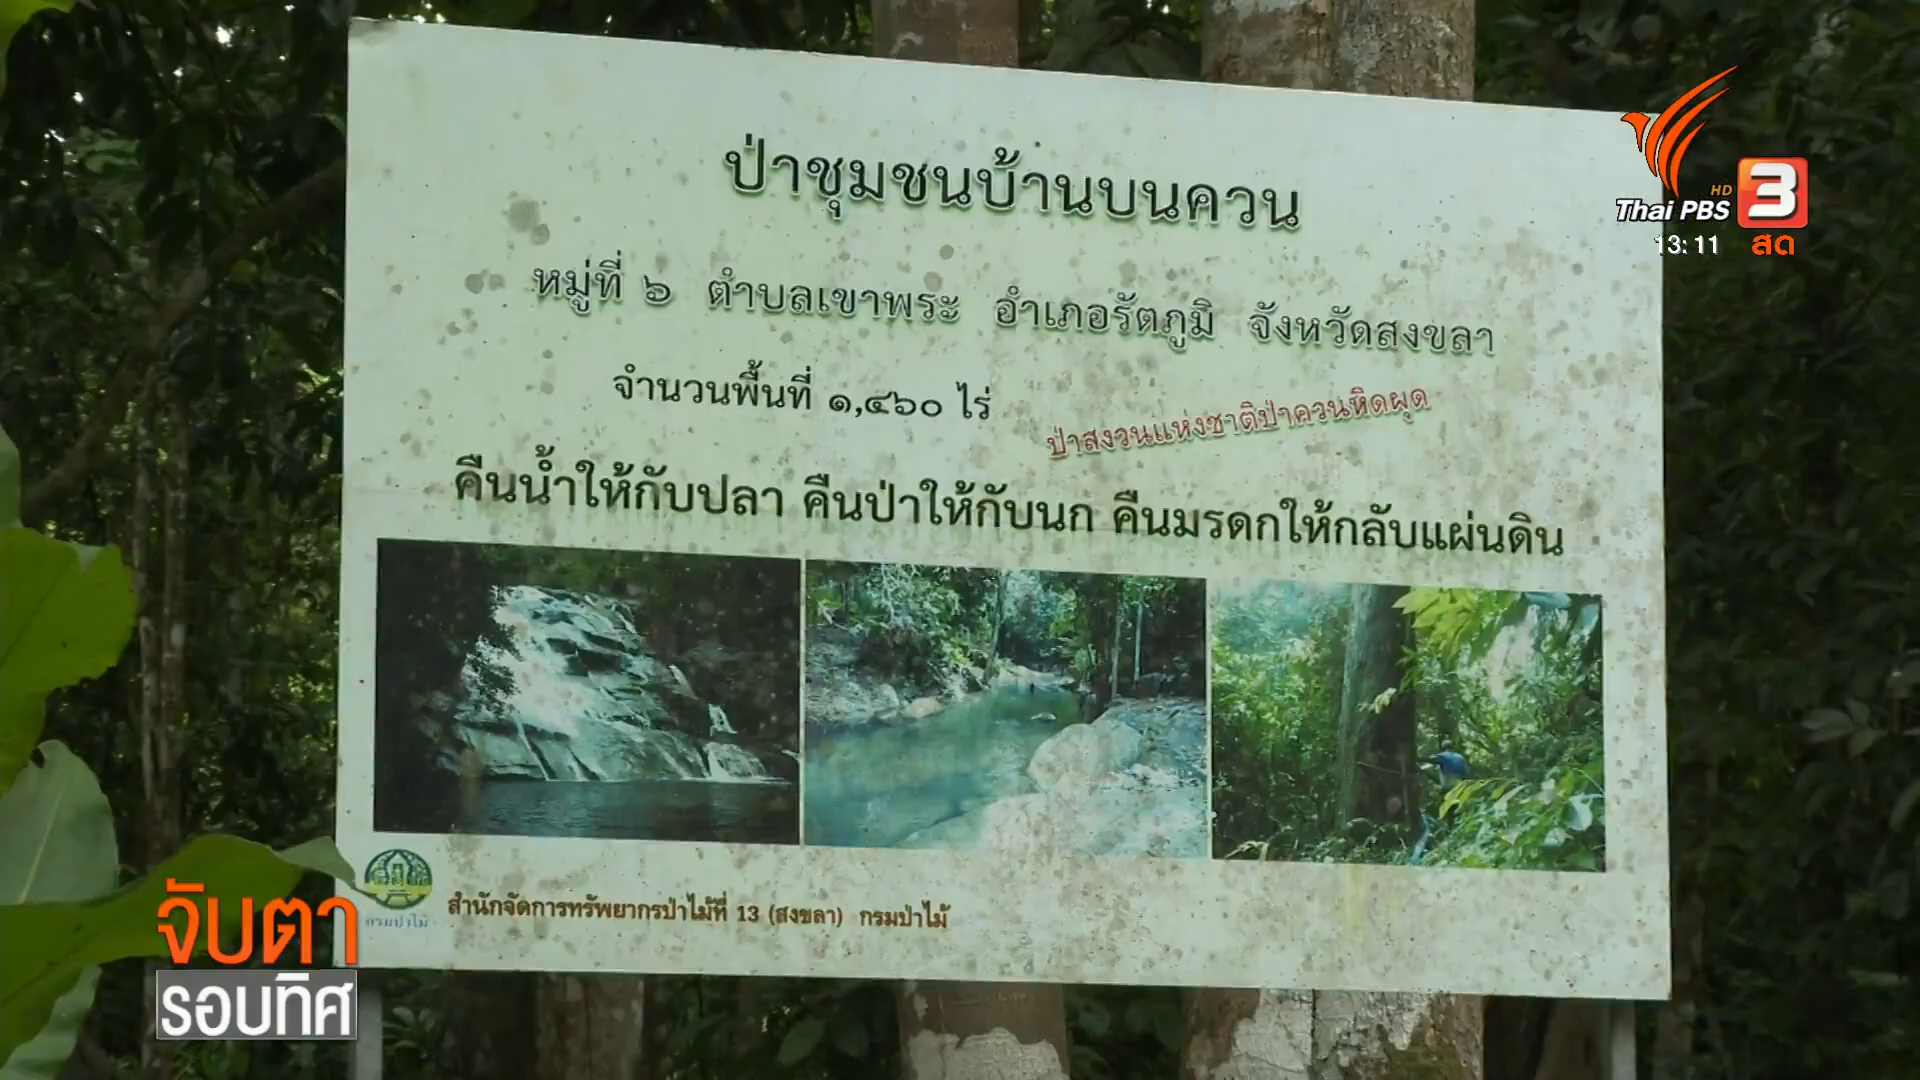 ป่าชุมชนบ้านบนควน
หมู่ที่ ๖ ตำบลเขาพระ อำเภอรัตภูมิ จังหวัดสงขลา
จำนวนพื้นที่ ๑,๔๖๐ ไร่
ป่าสงวนแห่งชาติป่าควนหิดผุด
คืนน้ำให้กับปลา คืนป่าให้กับนก คืนมรดกให้กลับแผ่นดิน
กรมป่าไม้
สำนักจัดการทรัพยากรป่าไม้ที่ 13 (สงขลา) กรมป่าไม้
HD
Thai PBS 3
13:11 สด
จับตา
รอบทิศ